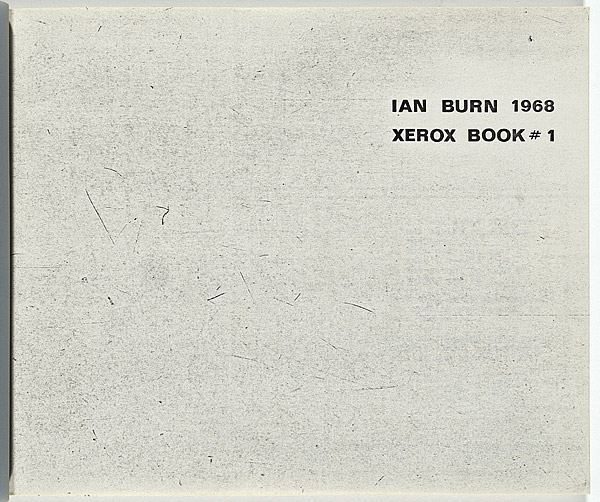 IAN BURN 1968
XEROX BOOK # 1